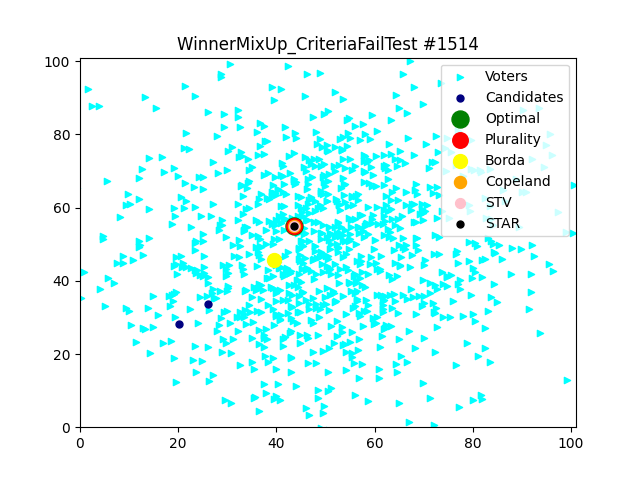 WinnerMixUp_CriteriaFailTest #1514
100
80
60
40
20
0
0
20
40
60
80
100
Voters
Candidates
Optimal
Plurality
Borda
Copeland
STV
STAR